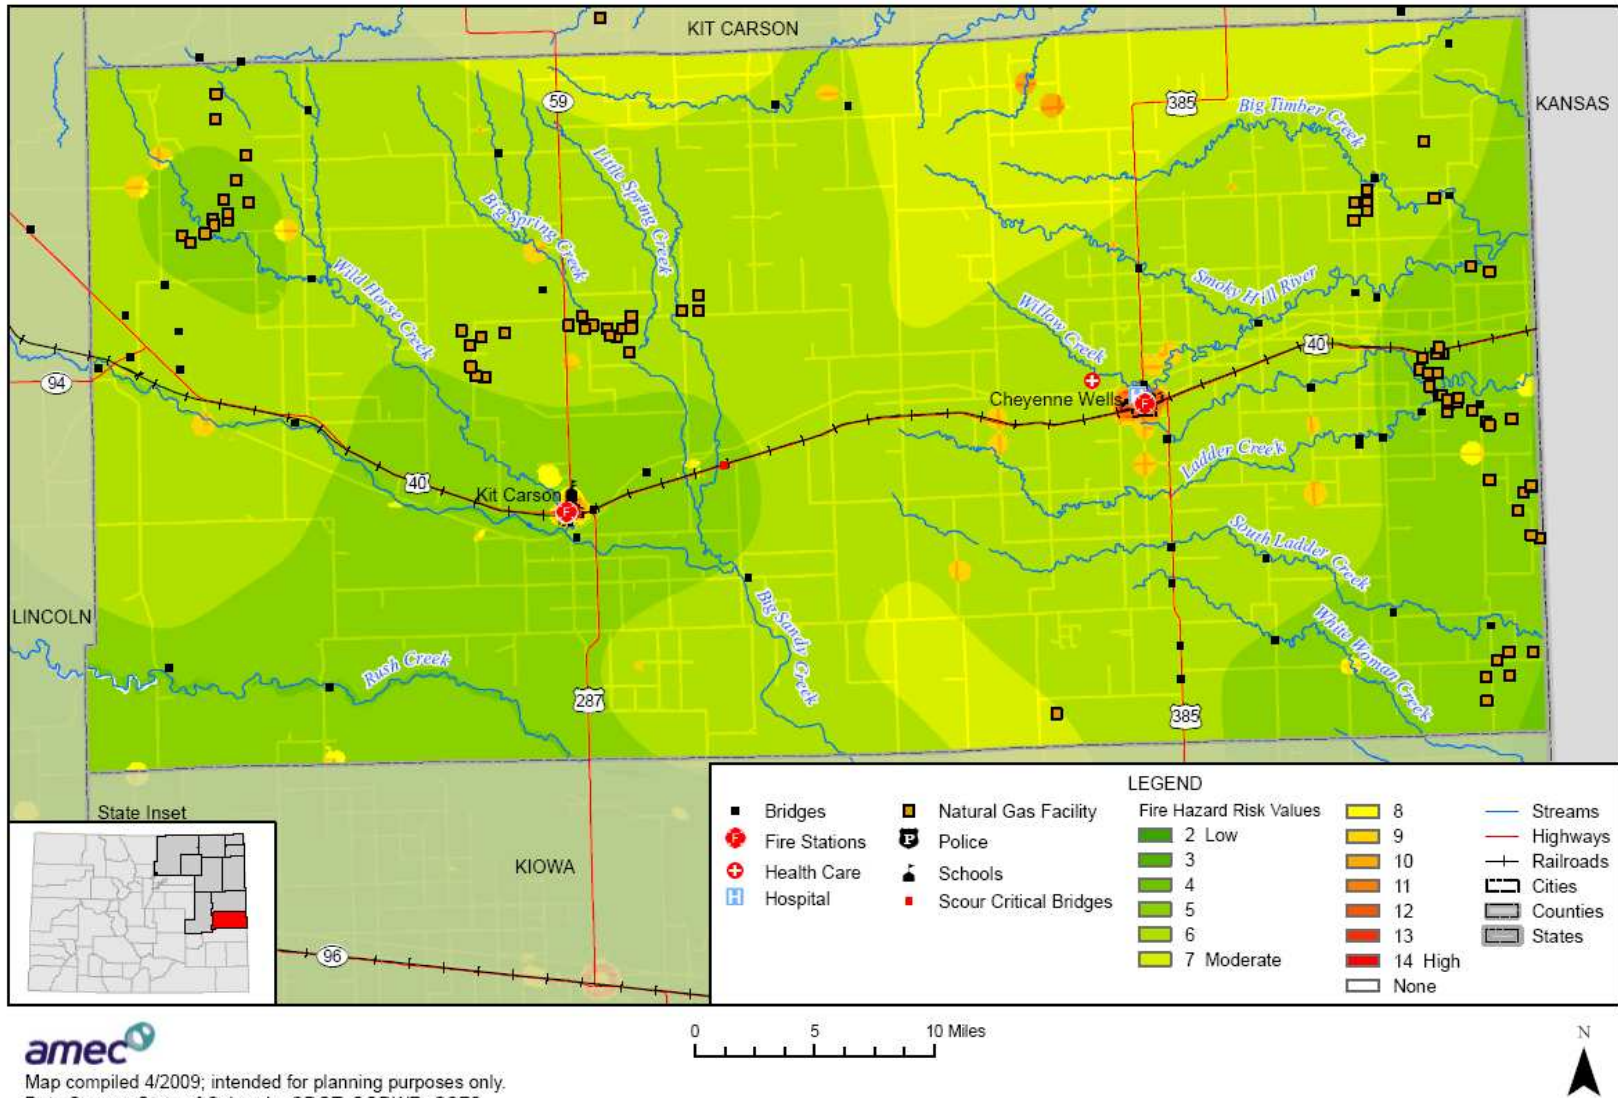 KIT CARSON
KANSAS
59
385
Big Timber Creek
Little Spring Creek
Big Spring Creek
Wild Horse Creek
Smoky Hill River
Willow Creek
40
94
Cheyenne Wells
H
F
Ladder Creek
40
Kit Carson
F
South Ladder Creek
Big Sandy Creek
White Woman Creek
LINCOLN
Rush Creek
287
385
State Inset
KIOWA
96
LEGEND
Bridges
F Fire Stations
Health Care
H Hospital
Natural Gas Facility
P Police
Schools
Scour Critical Bridges
Fire Hazard Risk Values
2 Low
3
4
5
6
7 Moderate
8
9
10
11
12
13
14 High
None
Streams
Highways
Railroads
Cities
Counties
States
amec
0 5 10 Miles
N
Map compiled 4/2009; intended for planning purposes only.